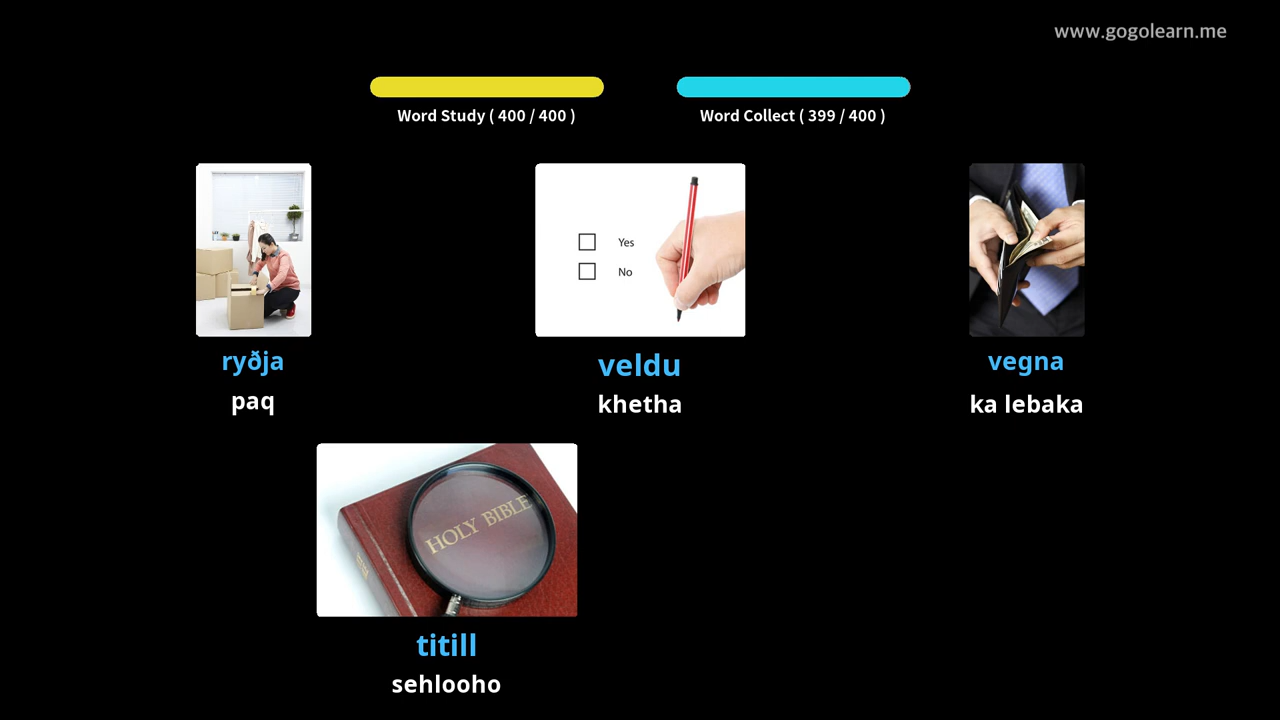 www.gogolearn.me
Word Study ( 400 / 400 )
Word Collect ( 399 / 400 )
Yes
No
ryðja
veldu
vegna
paq
khetha
ka lebaka
HOLY BIBLE
titill
sehlooho